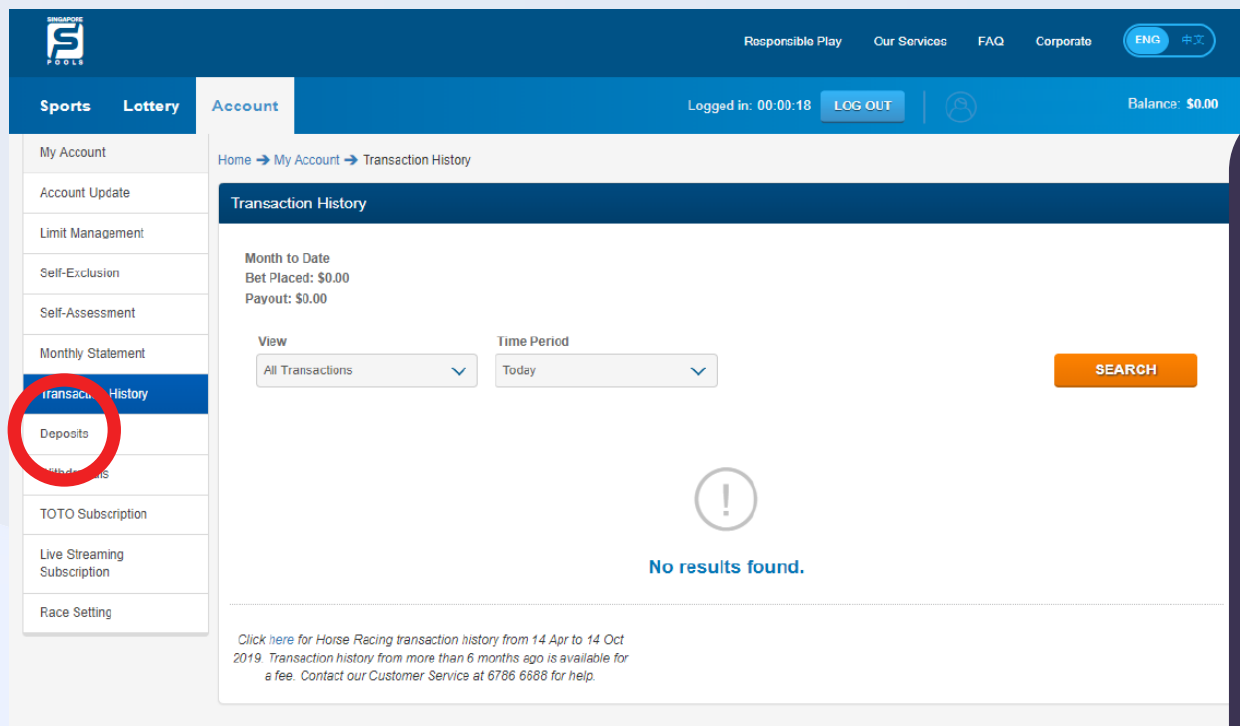 SINGAPORE
POOLS
Responsible Play Our Services FAQ Corporate ENG 中文
Sports Lottery Account Logged in: 00:00:18 LOG OUT Balance: $0.00
My Account
Account Update
Limit Management
Self-Exclusion
Self-Assessment
Monthly Statement
Transaction History
Deposits
Withdrawals
TOTO Subscription
Live Streaming
Subscription
Race Setting
Home → My Account → Transaction History
Transaction History
Month to Date
Bet Placed: $0.00
Payout: $0.00
View Time Period
All Transactions Today SEARCH
!
No results found.
Click here for Horse Racing transaction history from 14 Apr to 14 Oct
2019. Transaction history from more than 6 months ago is available for
a fee. Contact our Customer Service at 6786 6688 for help.